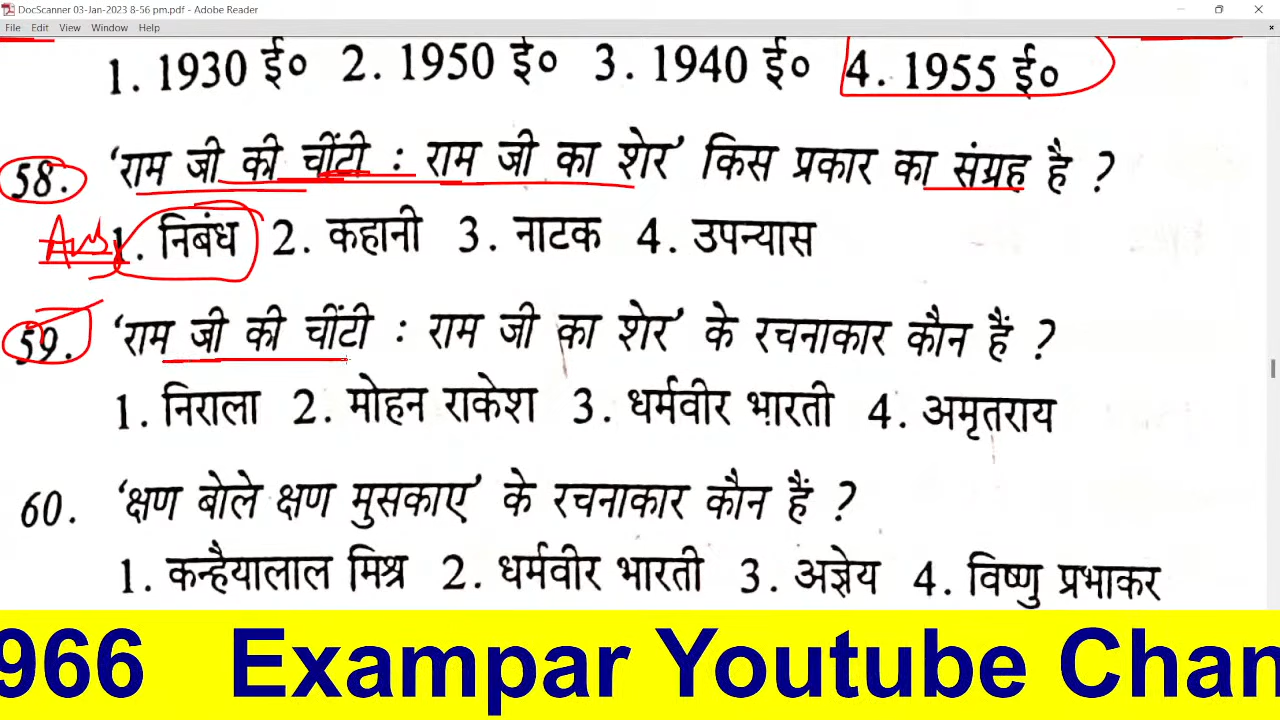 DocScanner 03-Jan-2023 8-56 pm.pdf - Adobe Reader
File Edit View Window Help
1. 1930 ई० 2. 1950 ई० 3. 1940 ई० 4. 1955 ई०
58. 'राम जी की चींटी : राम जी का शेर' किस प्रकार का संग्रह है ?
Ans 1. निबंध 2. कहानी 3. नाटक 4. उपन्यास
59. 'राम जी की चींटी : राम जी का शेर' के रचनाकार कौन हैं ?
1. निराला 2. मोहन राकेश 3. धर्मवीर भारती 4. अमृतराय
60. 'क्षण बोले क्षण मुसकाए' के रचनाकार कौन हैं ?
1. कन्हैयालाल मिश्र 2. धर्मवीर भारती 3. अज्ञेय 4. विष्णु प्रभाकर
966 Exampar Youtube Chan